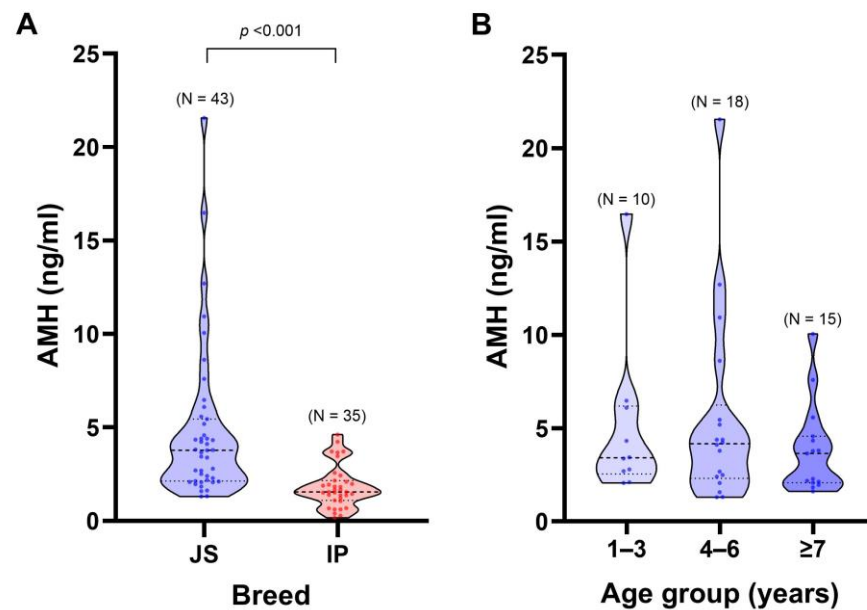 A
p <0.001
25
20
15
10
5
0
AMH (ng/ml)
(N = 43)
(N = 35)
JS
IP
Breed
B
25
20
15
10
5
0
AMH (ng/ml)
(N = 10)
(N = 18)
(N = 15)
1–3
4–6
≥7
Age group (years)